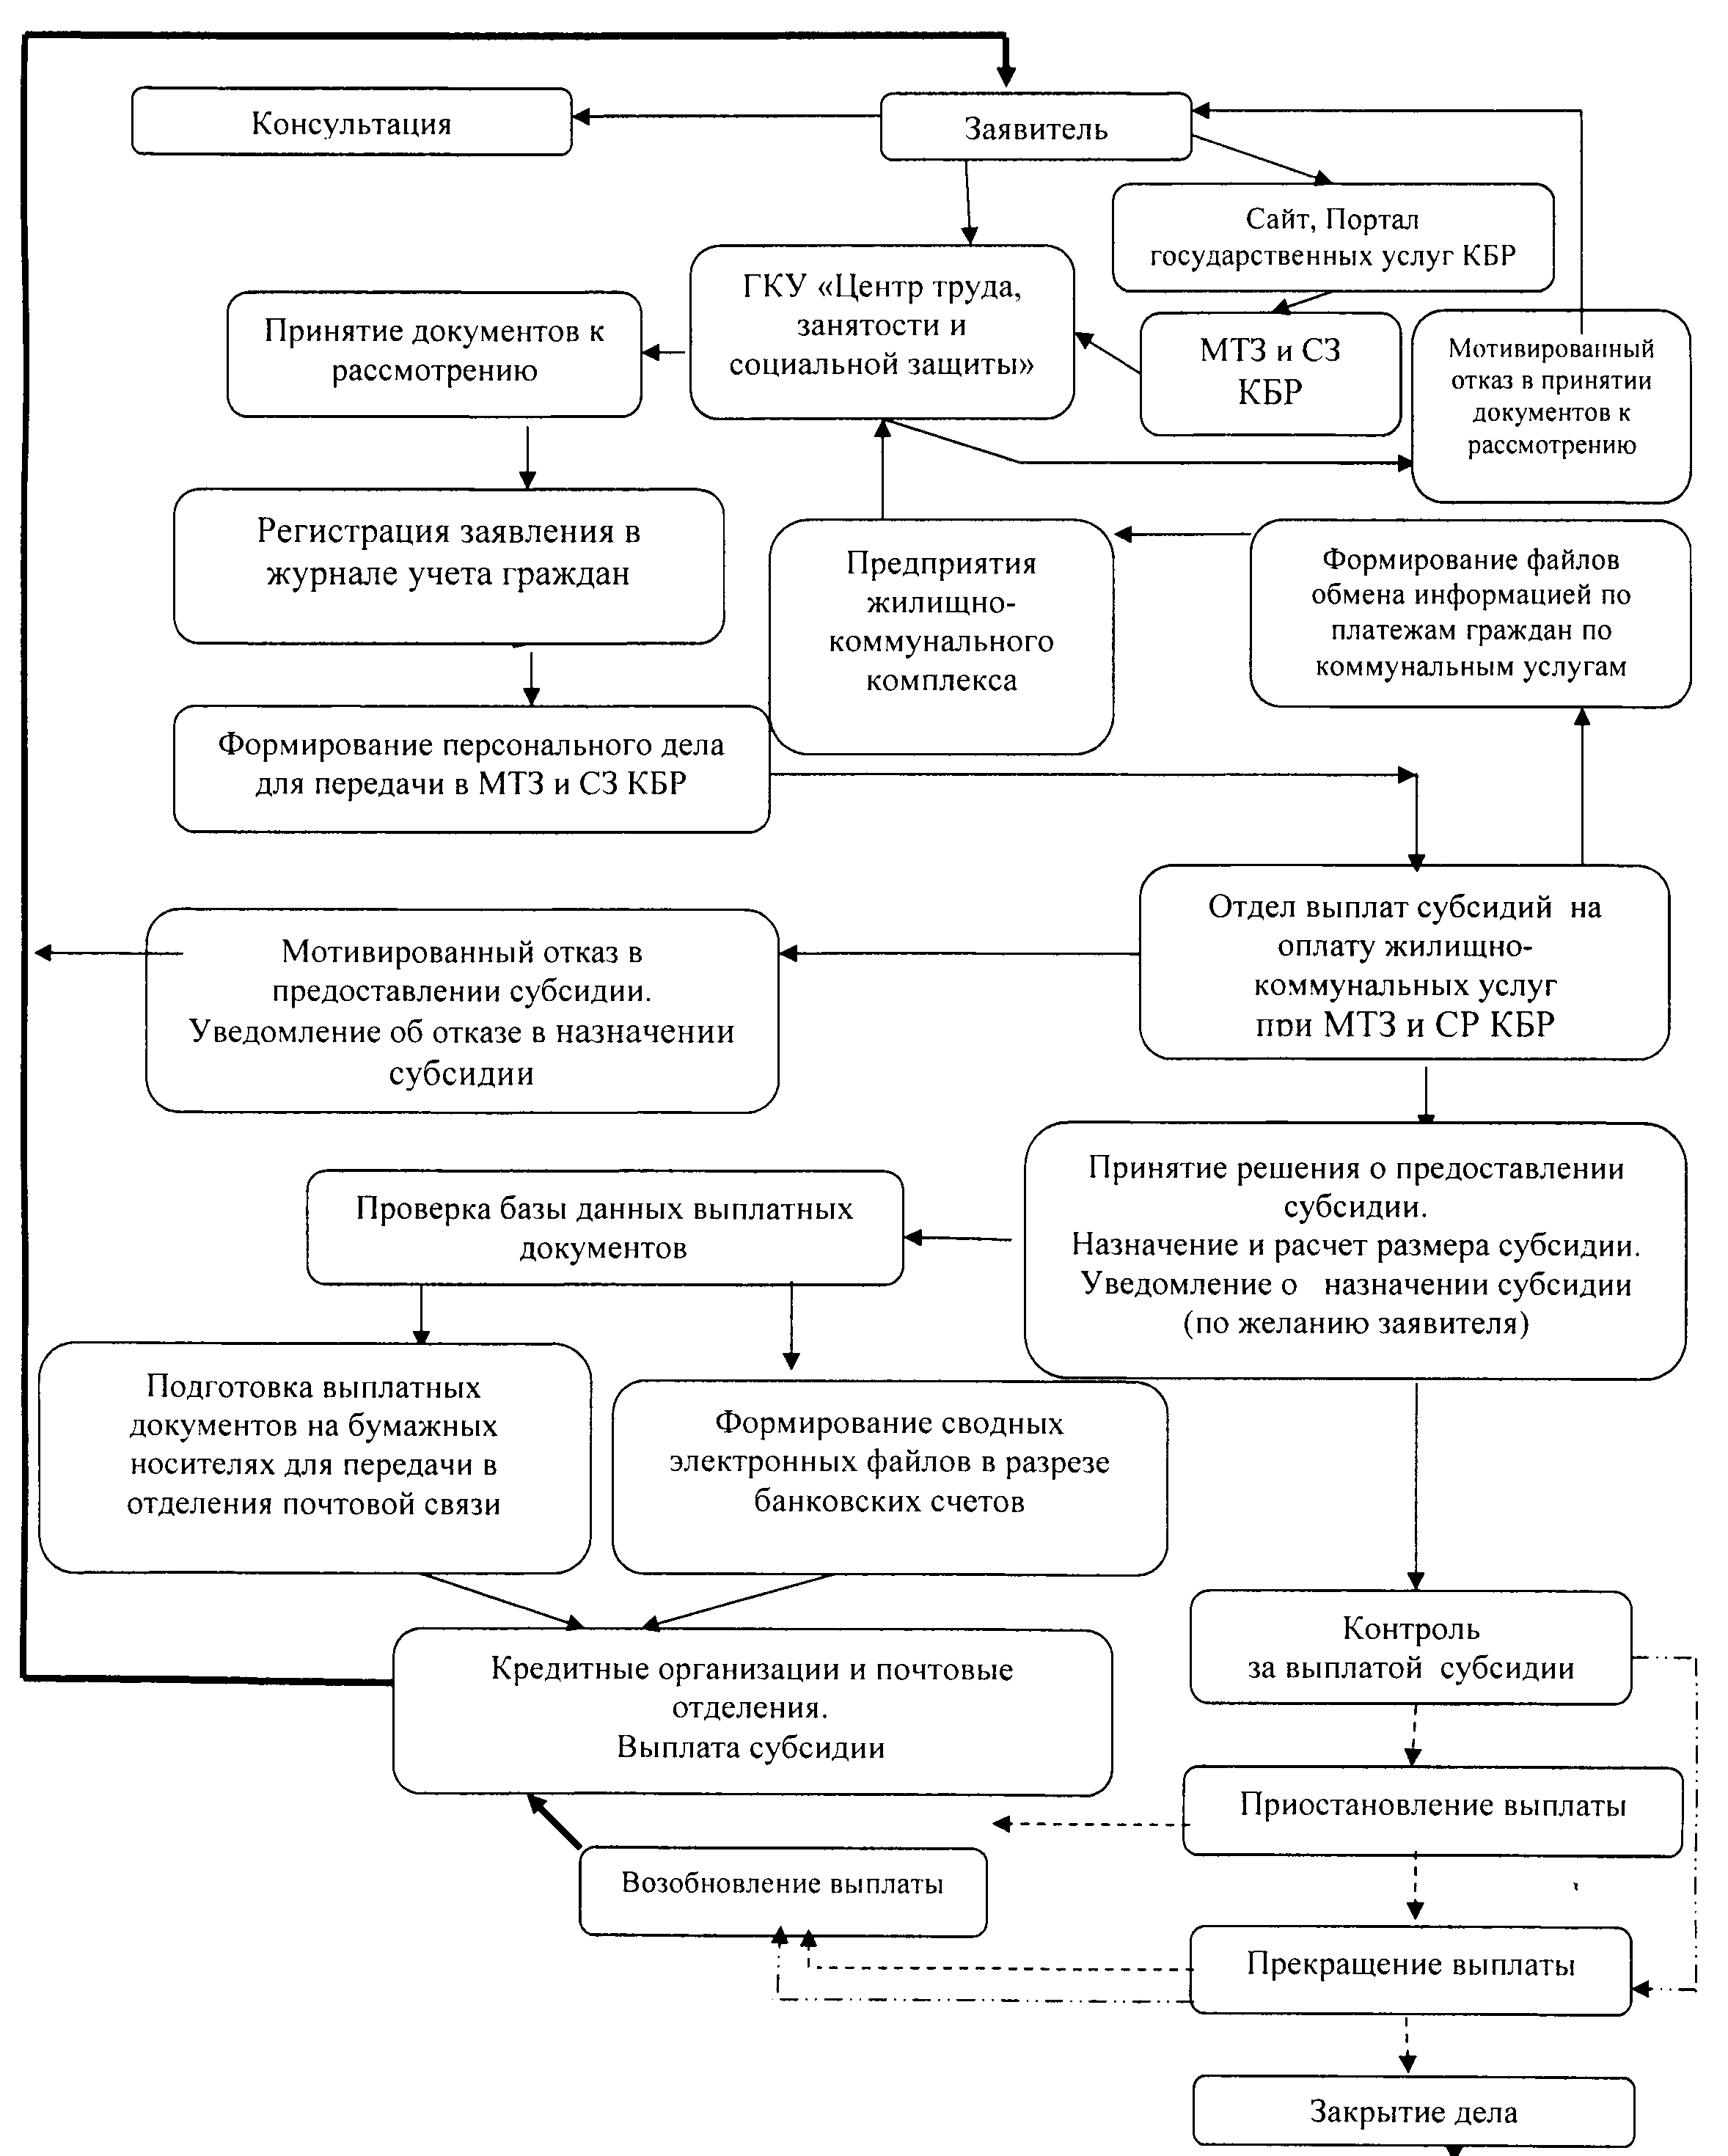 Консультация
Заявитель
Сайт, Портал
государственных услуг КБР
ГКУ «Центр труда,
занятости и
социальной защиты»
Принятие документов к
рассмотрению
МТЗ и СЗ
КБР
Мотивированный
отказ в принятии
документов к
рассмотрению
Регистрация заявления в
журнале учета граждан
Предприятия
жилищно-
коммунального
комплекса
Формирование файлов
обмена информацией по
платежам граждан по
коммунальным услугам
Формирование персонального дела
для передачи в МТЗ и СЗ КБР
Отдел выплат субсидий на
оплату жилищно-
коммунальных услуг
при МТЗ и СР КБР
Мотивированный отказ в
предоставлении субсидии.
Уведомление об отказе в назначении
субсидии
Принятие решения о предоставлении
субсидии.
Назначение и расчет размера субсидии.
Уведомление о назначении субсидии
(по желанию заявителя)
Проверка базы данных выплатных
документов
Подготовка выплатных
документов на бумажных
носителях для передачи в
отделения почтовой связи
Формирование сводных
электронных файлов в разрезе
банковских счетов
Контроль
за выплатой субсидии
Кредитные организации и почтовые
отделения.
Выплата субсидии
Приостановление выплаты
Возобновление выплаты
Прекращение выплаты
Закрытие дела